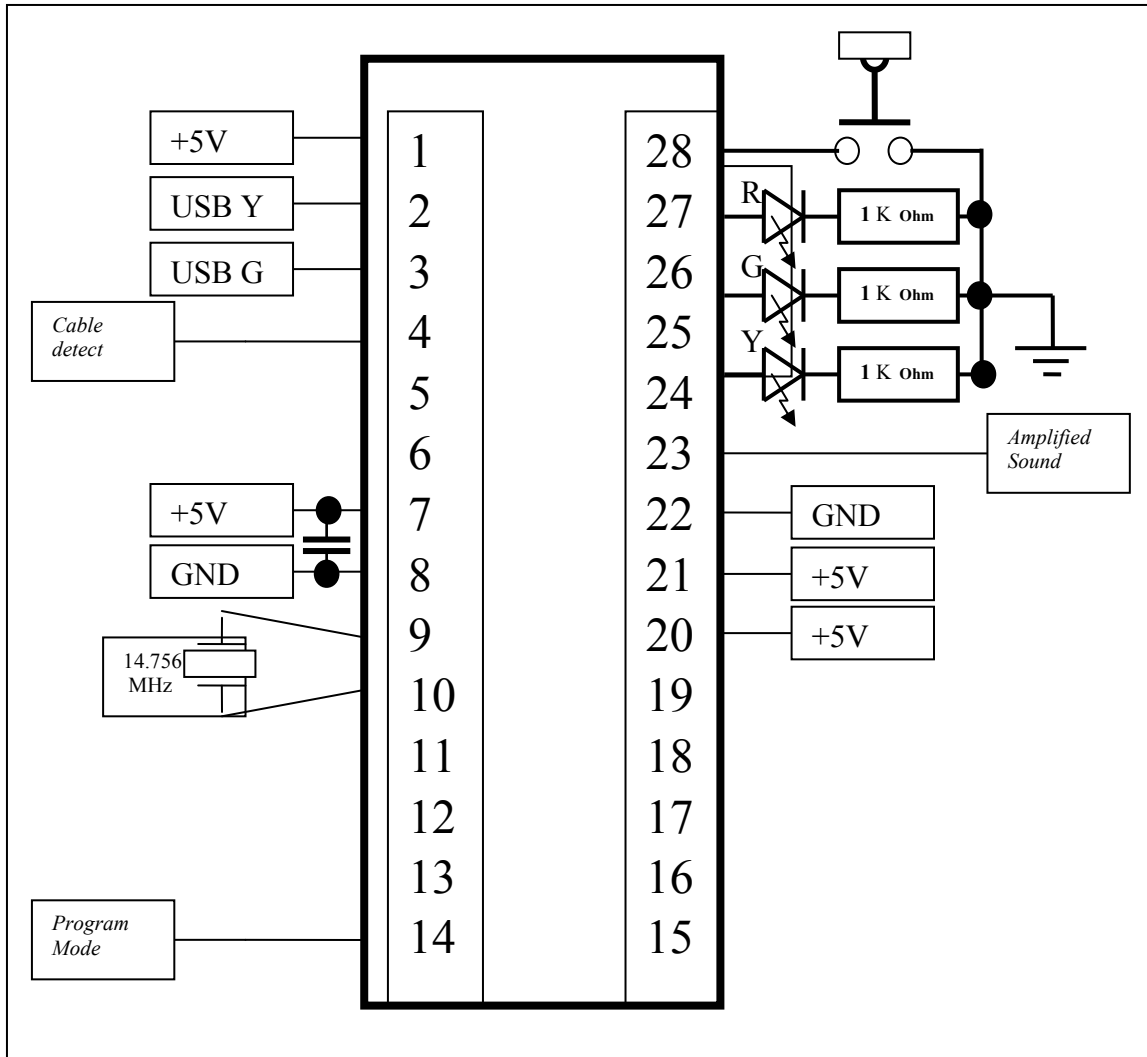 +5V
USB Y
USB G
Cable
detect
+5V
GND
14.756
MHz
Program
Mode
1
2
3
4
5
6
7
8
9
10
11
12
13
14
28
27
26
25
24
23
22
21
20
19
18
17
16
15
R
1 K Ohm
G
1 K Ohm
Y
1 K Ohm
Amplified
Sound
GND
+5V
+5V